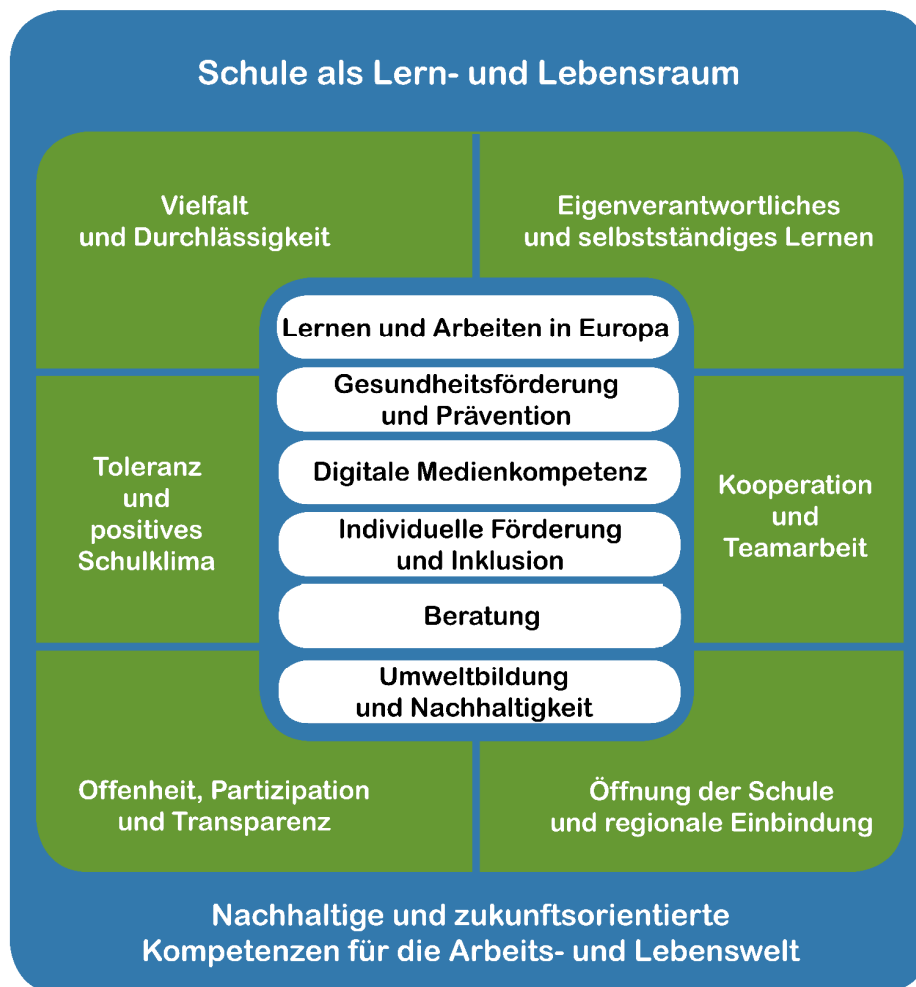 Schule als Lern- und Lebensraum
Vielfalt
und Durchlässigkeit
Eigenverantwortliches
und selbstständiges Lernen
Lernen und Arbeiten in Europa
Gesundheitsförderung
und Prävention
Digitale Medienkompetenz
Individuelle Förderung
und Inklusion
Beratung
Umweltbildung
und Nachhaltigkeit
Toleranz
und
positives
Schulklima
Kooperation
und
Teamarbeit
Offenheit, Partizipation
und Transparenz
Öffnung der Schule
und regionale Einbindung
Nachhaltige und zukunftsorientierte
Kompetenzen für die Arbeits- und Lebenswelt